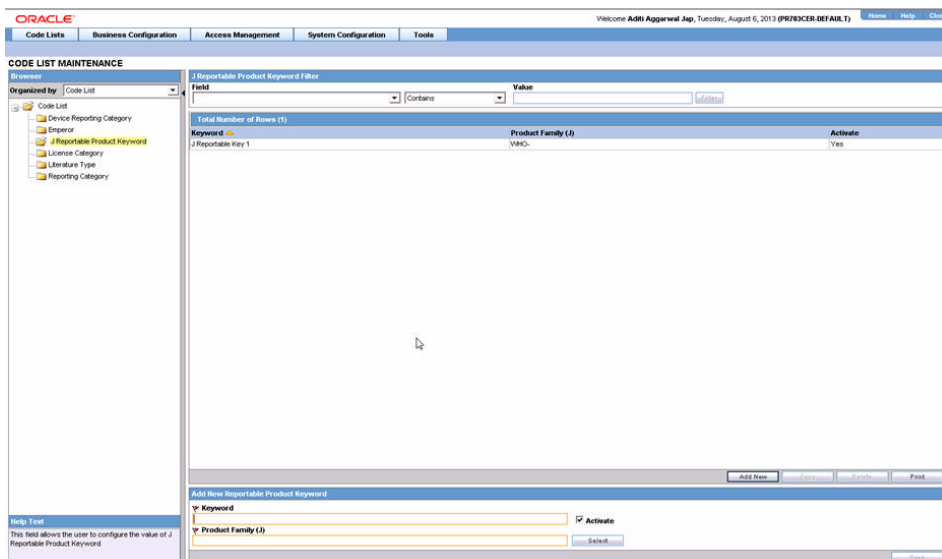 ORACLE
Welcome Aditi Aggarwal Jap, Tuesday, August 6, 2013 (PR703CER-DEFAULT)
Home Help
Code Lists Business Configuration Access Management System Configuration Tools
CODE LIST MAINTENANCE
Browser
Organized by Code List
Code List
Device Reporting Category
Emperor
J Reportable Product Keyword
License Category
Literature Type
Reporting Category
Help Text
This field allows the user to configure the value of J
Reportable Product Keyword
J Reportable Product Keyword Filter
Field Value
Contains Filter
Total Number of Rows (1)
Keyword Product Family (J) Activate
J Reportable Key 1 WHO- Yes
Add New Copy Delete Print
Add New Reportable Product Keyword
Keyword
Activate
Product Family (J)
Select
Save